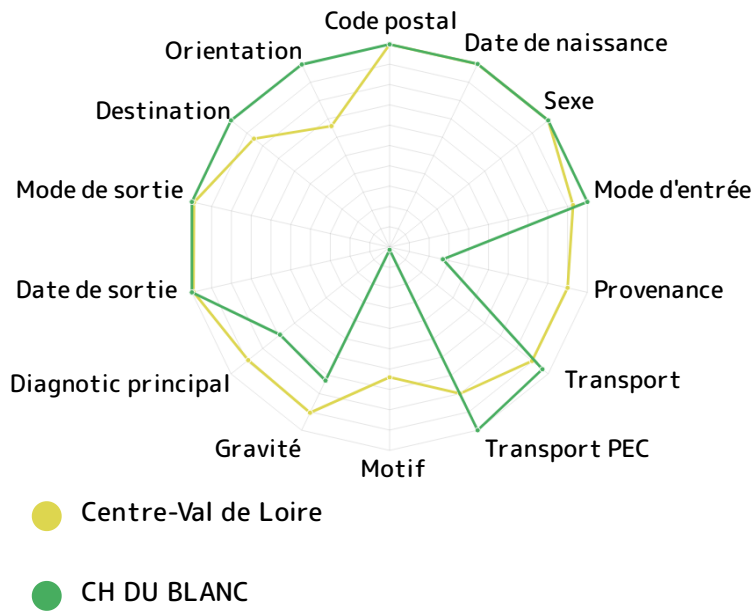 Code postal
Orientation
Date de naissance
Destination
Sexe
Mode de sortie
Mode d'entrée
Date de sortie
Provenance
Diagnotic principal
Transport
Gravité
Transport PEC
Motif
Centre-Val de Loire
CH DU BLANC